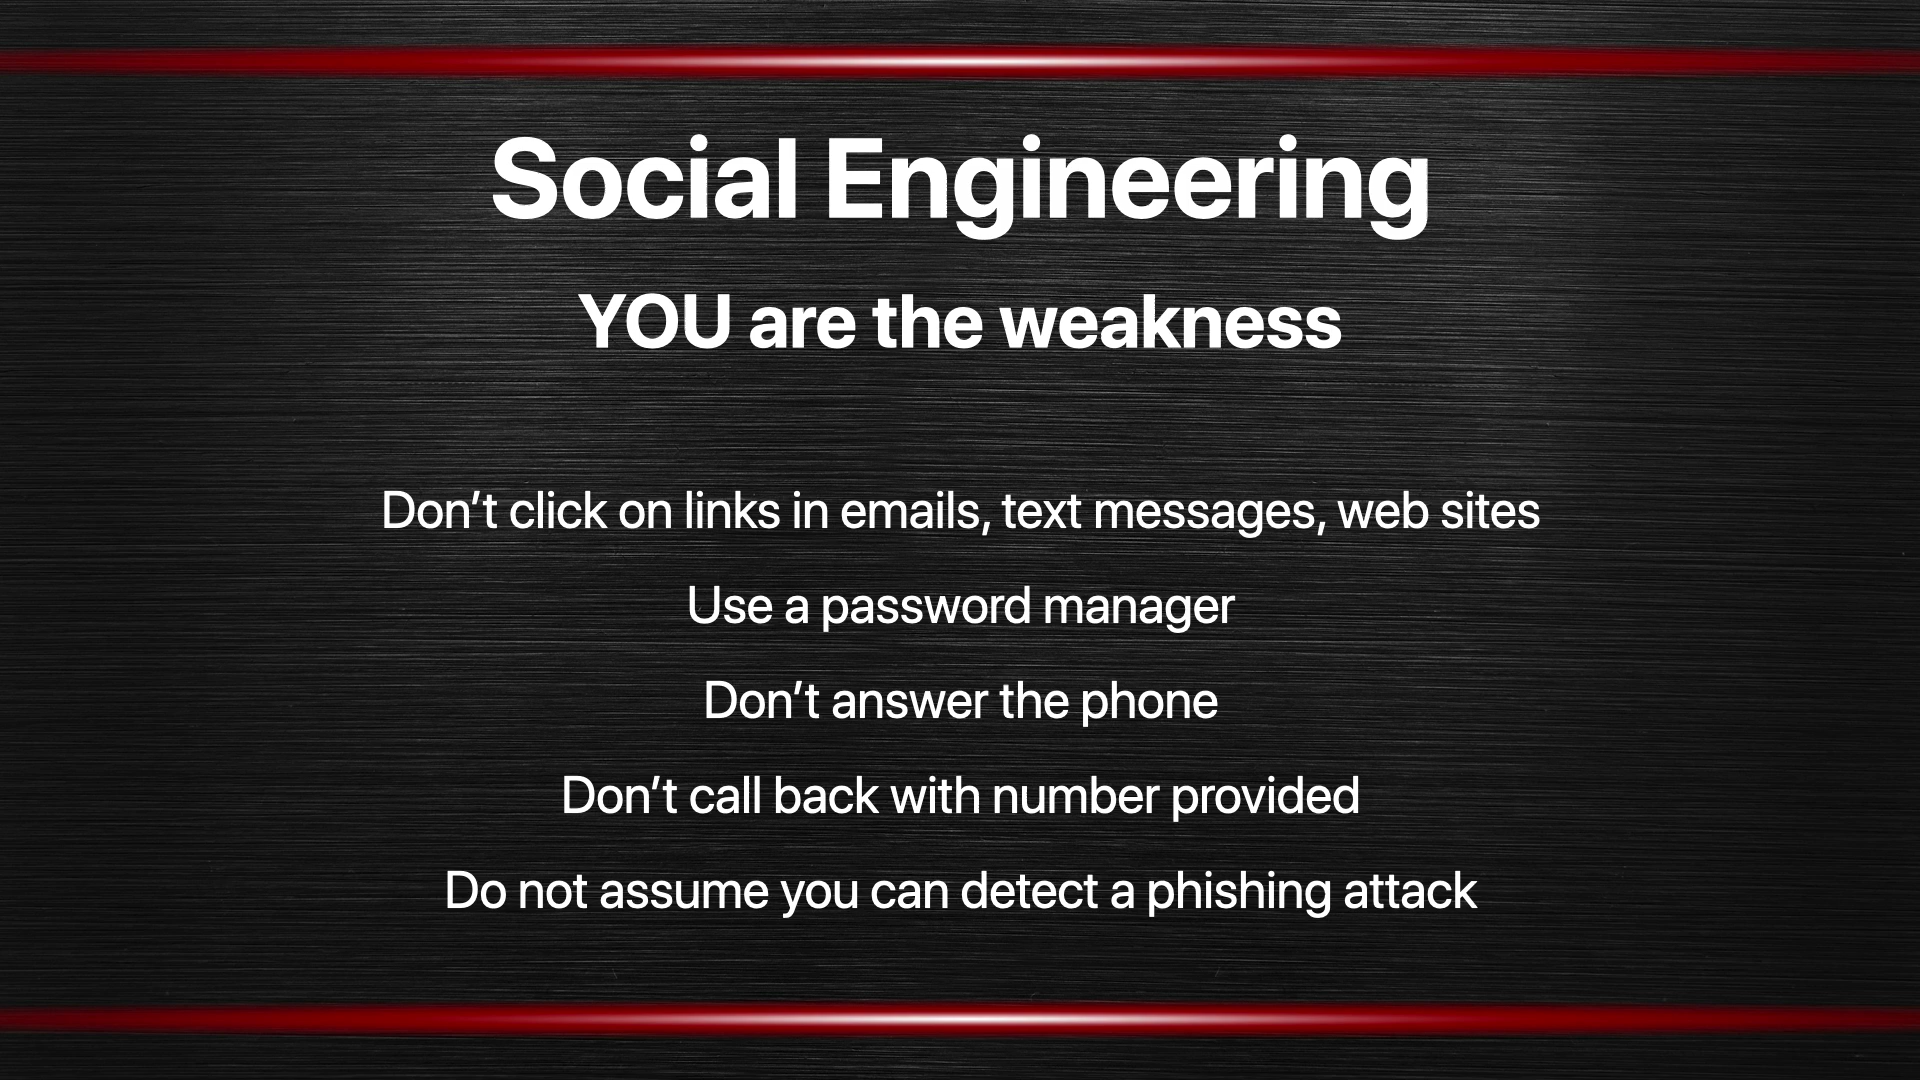 Social Engineering
YOU are the weakness
Don’t click on links in emails, text messages, web sites
Use a password manager
Don’t answer the phone
Don’t call back with number provided
Do not assume you can detect a phishing attack